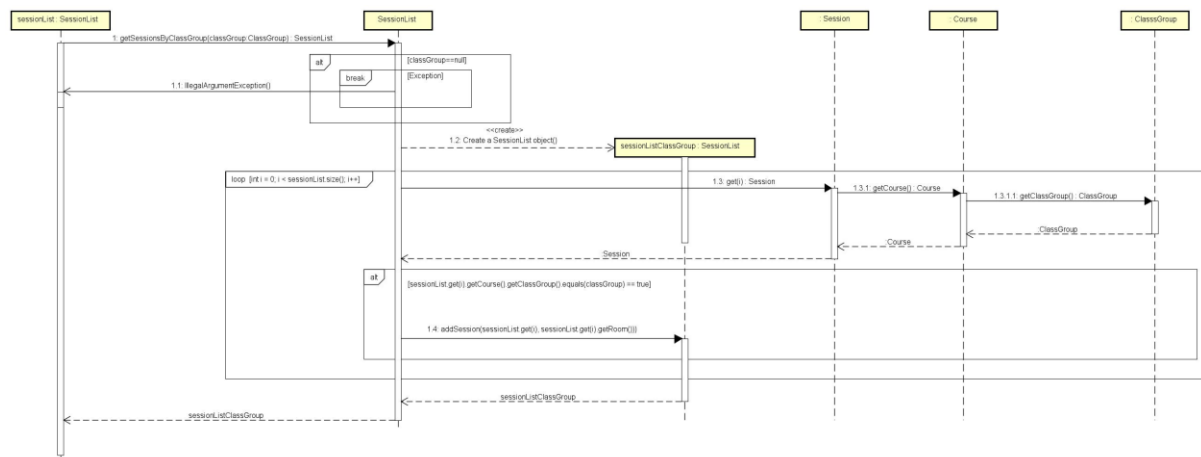 sessionList : SessionList
SessionList
: Session
: Course
: ClasssGroup
1: getSessionsByClassGroup(classGroup:ClassGroup) : SessionList
alt
[classGroup==null]
break
[Exception]
1.1: IllegalArgumentException()
<<create>>
1.2: Create a SessionList object()
sessionListClassGroup : SessionList
loop [int i = 0; i < sessionList.size(); i++]
1.3: get(i) : Session
1.3.1: getCourse() : Course
1.3.1.1: getClassGroup() : ClassGroup
:ClassGroup
:Course
:Session
alt
[sessionList.get(i).getCourse().getClassGroup().equals(classGroup) == true]
1.4: addSession(sessionList.get(i), sessionList.get(i).getRoom())
sessionListClassGroup
sessionListClassGroup